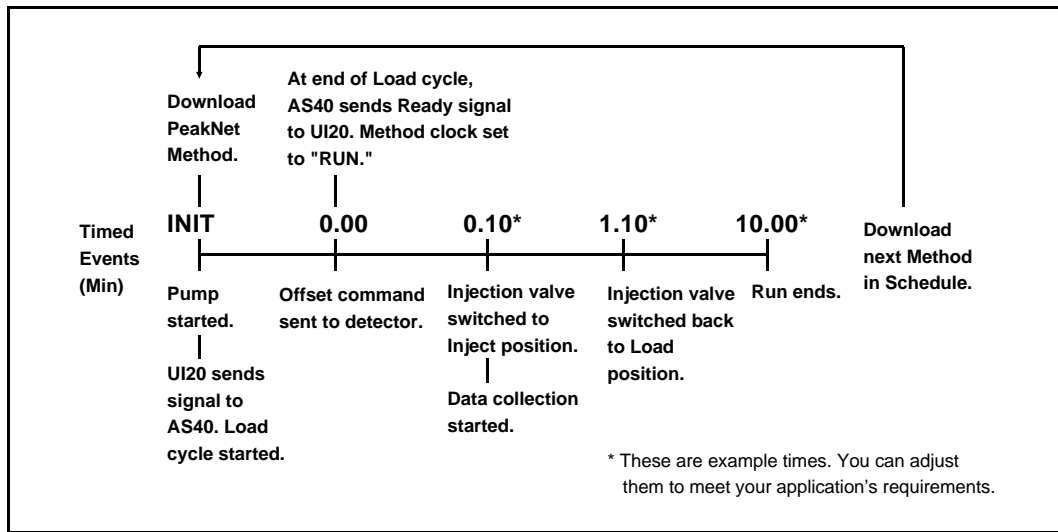 Download
PeakNet
Method.
At end of Load cycle,
AS40 sends Ready signal
to UI20. Method clock set
to "RUN."
Timed
Events
(Min)
INIT
0.00
0.10*
1.10*
10.00*
Download
next Method
in Schedule.
Pump
started.
UI20 sends
signal to
AS40. Load
cycle started.
Offset command
sent to detector.
Injection valve
switched to
Inject position.
Data collection
started.
Injection valve
switched back
to Load
position.
Run ends.
* These are example times. You can adjust
them to meet your application’s requirements.